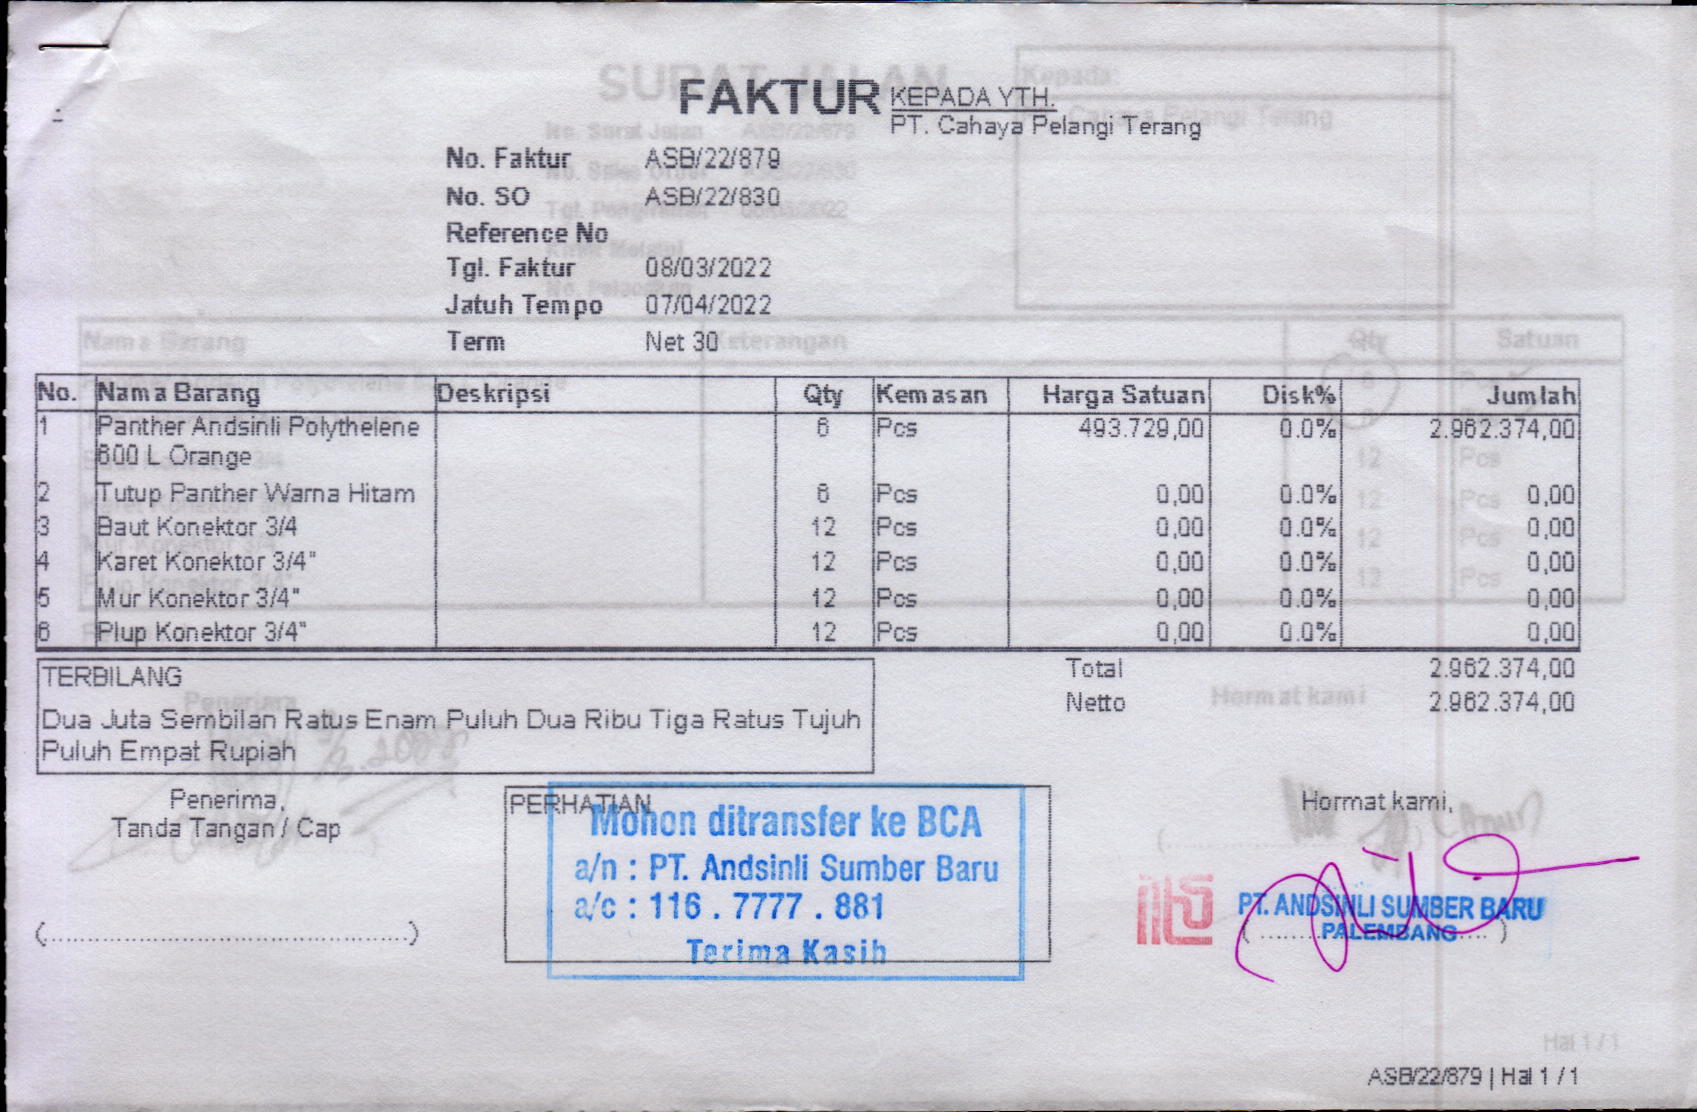 FAKTUR
KEPADA YTH.
PT. Cahaya Pelangi Terang
No. Faktur ASB/22/879
No. SO ASB/22/830
Reference No
Tgl. Faktur 08/03/2022
Jatuh Tempo 07/04/2022
Term Net 30
No. Nama Barang Deskripsi Qty Kemasan Harga Satuan Disk% Jumlah
1 Panther Andsinli Polythelene 6 Pcs 493.729,00 0.0% 2.962.374,00
600 L Orange
2 Tutup Panther Warna Hitam 6 Pcs 0,00 0.0% 0,00
3 Baut Konektor 3/4 12 Pcs 0,00 0.0% 0,00
4 Karet Konektor 3/4" 12 Pcs 0,00 0.0% 0,00
5 Mur Konektor 3/4" 12 Pcs 0,00 0.0% 0,00
6 Plup Konektor 3/4" 12 Pcs 0,00 0.0% 0,00
Total 2.962.374,00
Netto 2.962.374,00
TERBILANG
Dua Juta Sembilan Ratus Enam Puluh Dua Ribu Tiga Ratus Tujuh
Puluh Empat Rupiah
Penerima,
Tanda Tangan / Cap
PERHATIAN
Mohon ditransfer ke BCA
a/n : PT. Andsinli Sumber Baru
a/c : 116 . 7777 . 881
Terima Kasih
Hormat kami,
PT. ANDSINLI SUMBER BARU
PALEMBANG
Hal 1 / 1
ASB/22/879 | Hal 1 / 1